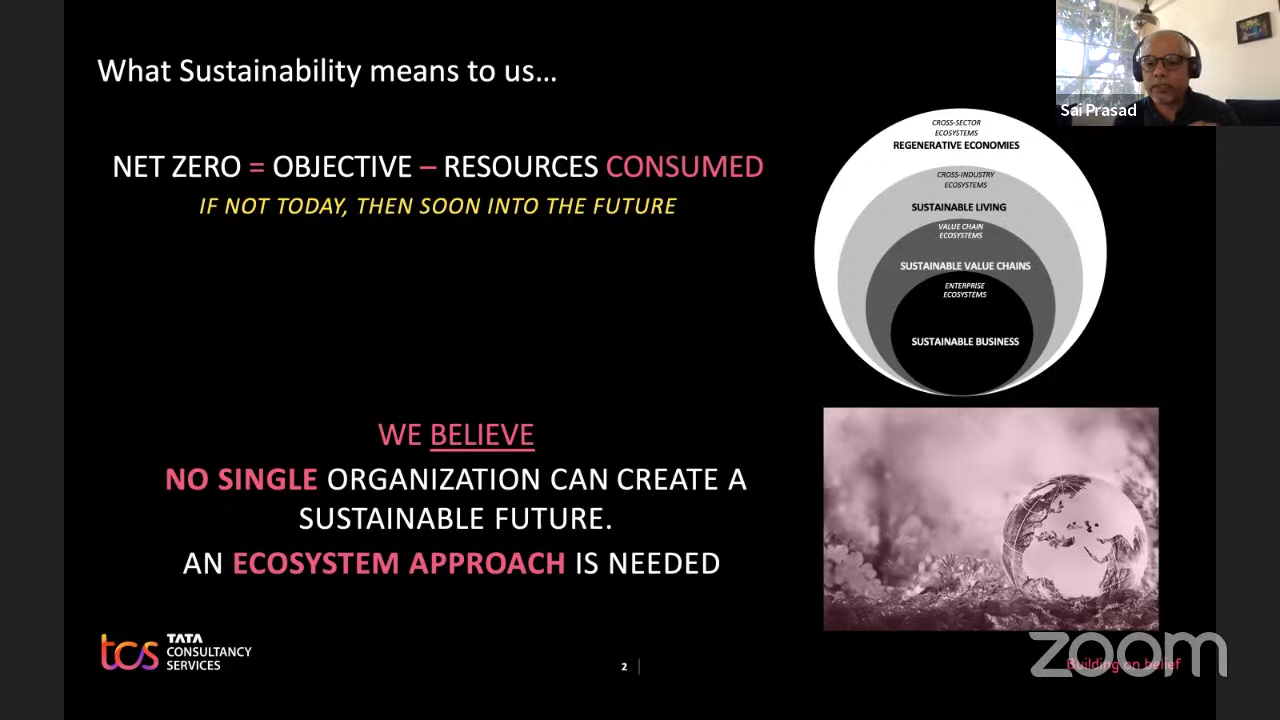 What Sustainability means to us...
Sai Prasad
NET ZERO = OBJECTIVE – RESOURCES CONSUMED
IF NOT TODAY, THEN SOON INTO THE FUTURE
CROSS-SECTOR
ECOSYSTEMS
REGENERATIVE ECONOMIES
CROSS-INDUSTRY
ECOSYSTEMS
SUSTAINABLE LIVING
VALUE CHAIN
ECOSYSTEMS
SUSTAINABLE VALUE CHAINS
ENTERPRISE
ECOSYSTEMS
SUSTAINABLE BUSINESS
WE BELIEVE
NO SINGLE ORGANIZATION CAN CREATE A
SUSTAINABLE FUTURE.
AN ECOSYSTEM APPROACH IS NEEDED
tcs
TATA
CONSULTANCY
SERVICES
2
Building on belief
zoom